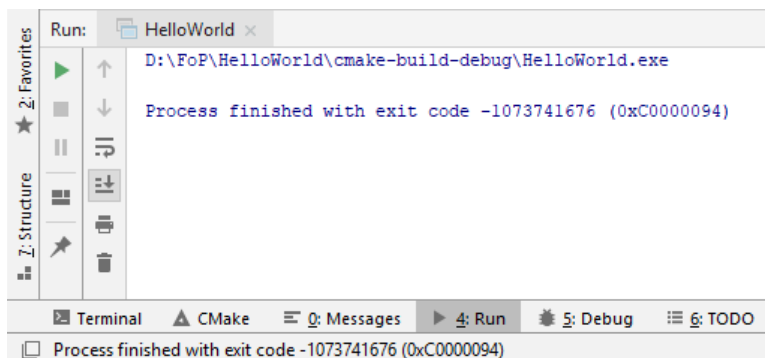 Run: HelloWorld
D:\FoP\HelloWorld\cmake-build-debug\HelloWorld.exe
Process finished with exit code -1073741676 (0xC0000094)
2: Favorites
7: Structure
Terminal CMake 0: Messages 4: Run 5: Debug 6: TODO
Process finished with exit code -1073741676 (0xC0000094)